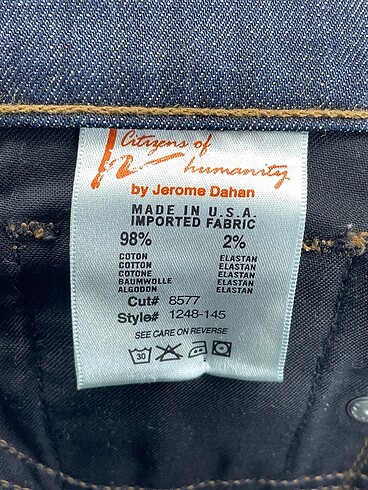 Citizens of
humanity
by Jerome Dahan
MADE IN U.S.A.
IMPORTED FABRIC
98% 2%
COTON ELASTAN
COTTON ELASTAN
COTONE ELASTAN
BAUMWOLLE ELASTAN
ALGODON ELASTAN
Cut# 8577
Style# 1248-145
SEE CARE ON REVERSE
30